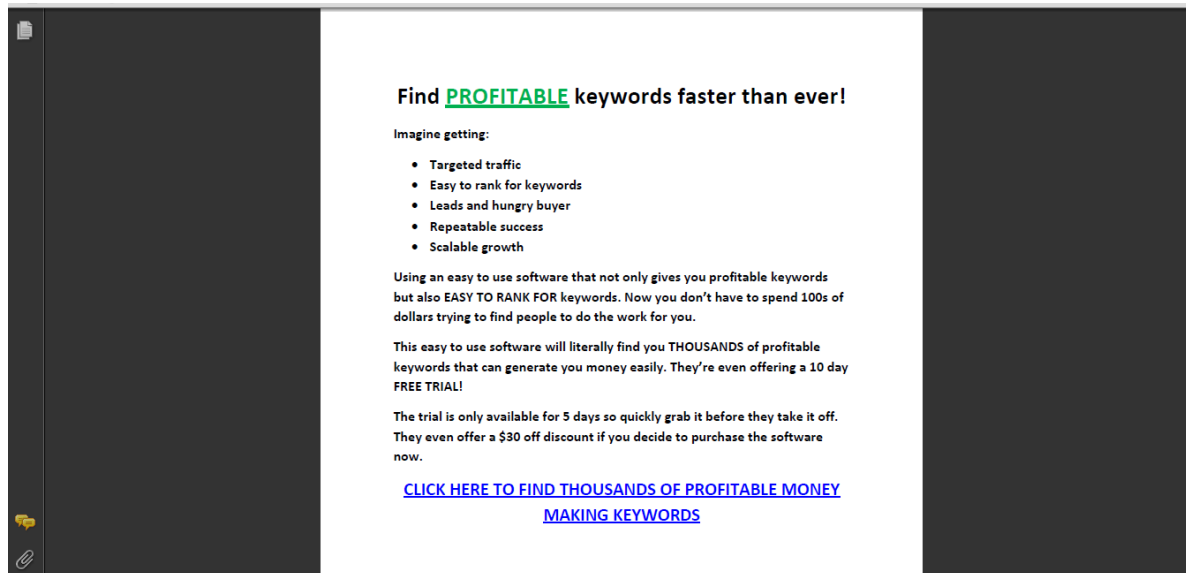 Find PROFITABLE keywords faster than ever!
Imagine getting:
• Targeted traffic
• Easy to rank for keywords
• Leads and hungry buyer
• Repeatable success
• Scalable growth
Using an easy to use software that not only gives you profitable keywords
but also EASY TO RANK FOR keywords. Now you don’t have to spend 100s of
dollars trying to find people to do the work for you.
This easy to use software will literally find you THOUSANDS of profitable
keywords that can generate you money easily. They’re even offering a 10 day
FREE TRIAL!
The trial is only available for 5 days so quickly grab it before they take it off.
They even offer a $30 off discount if you decide to purchase the software
now.
CLICK HERE TO FIND THOUSANDS OF PROFITABLE MONEY
MAKING KEYWORDS